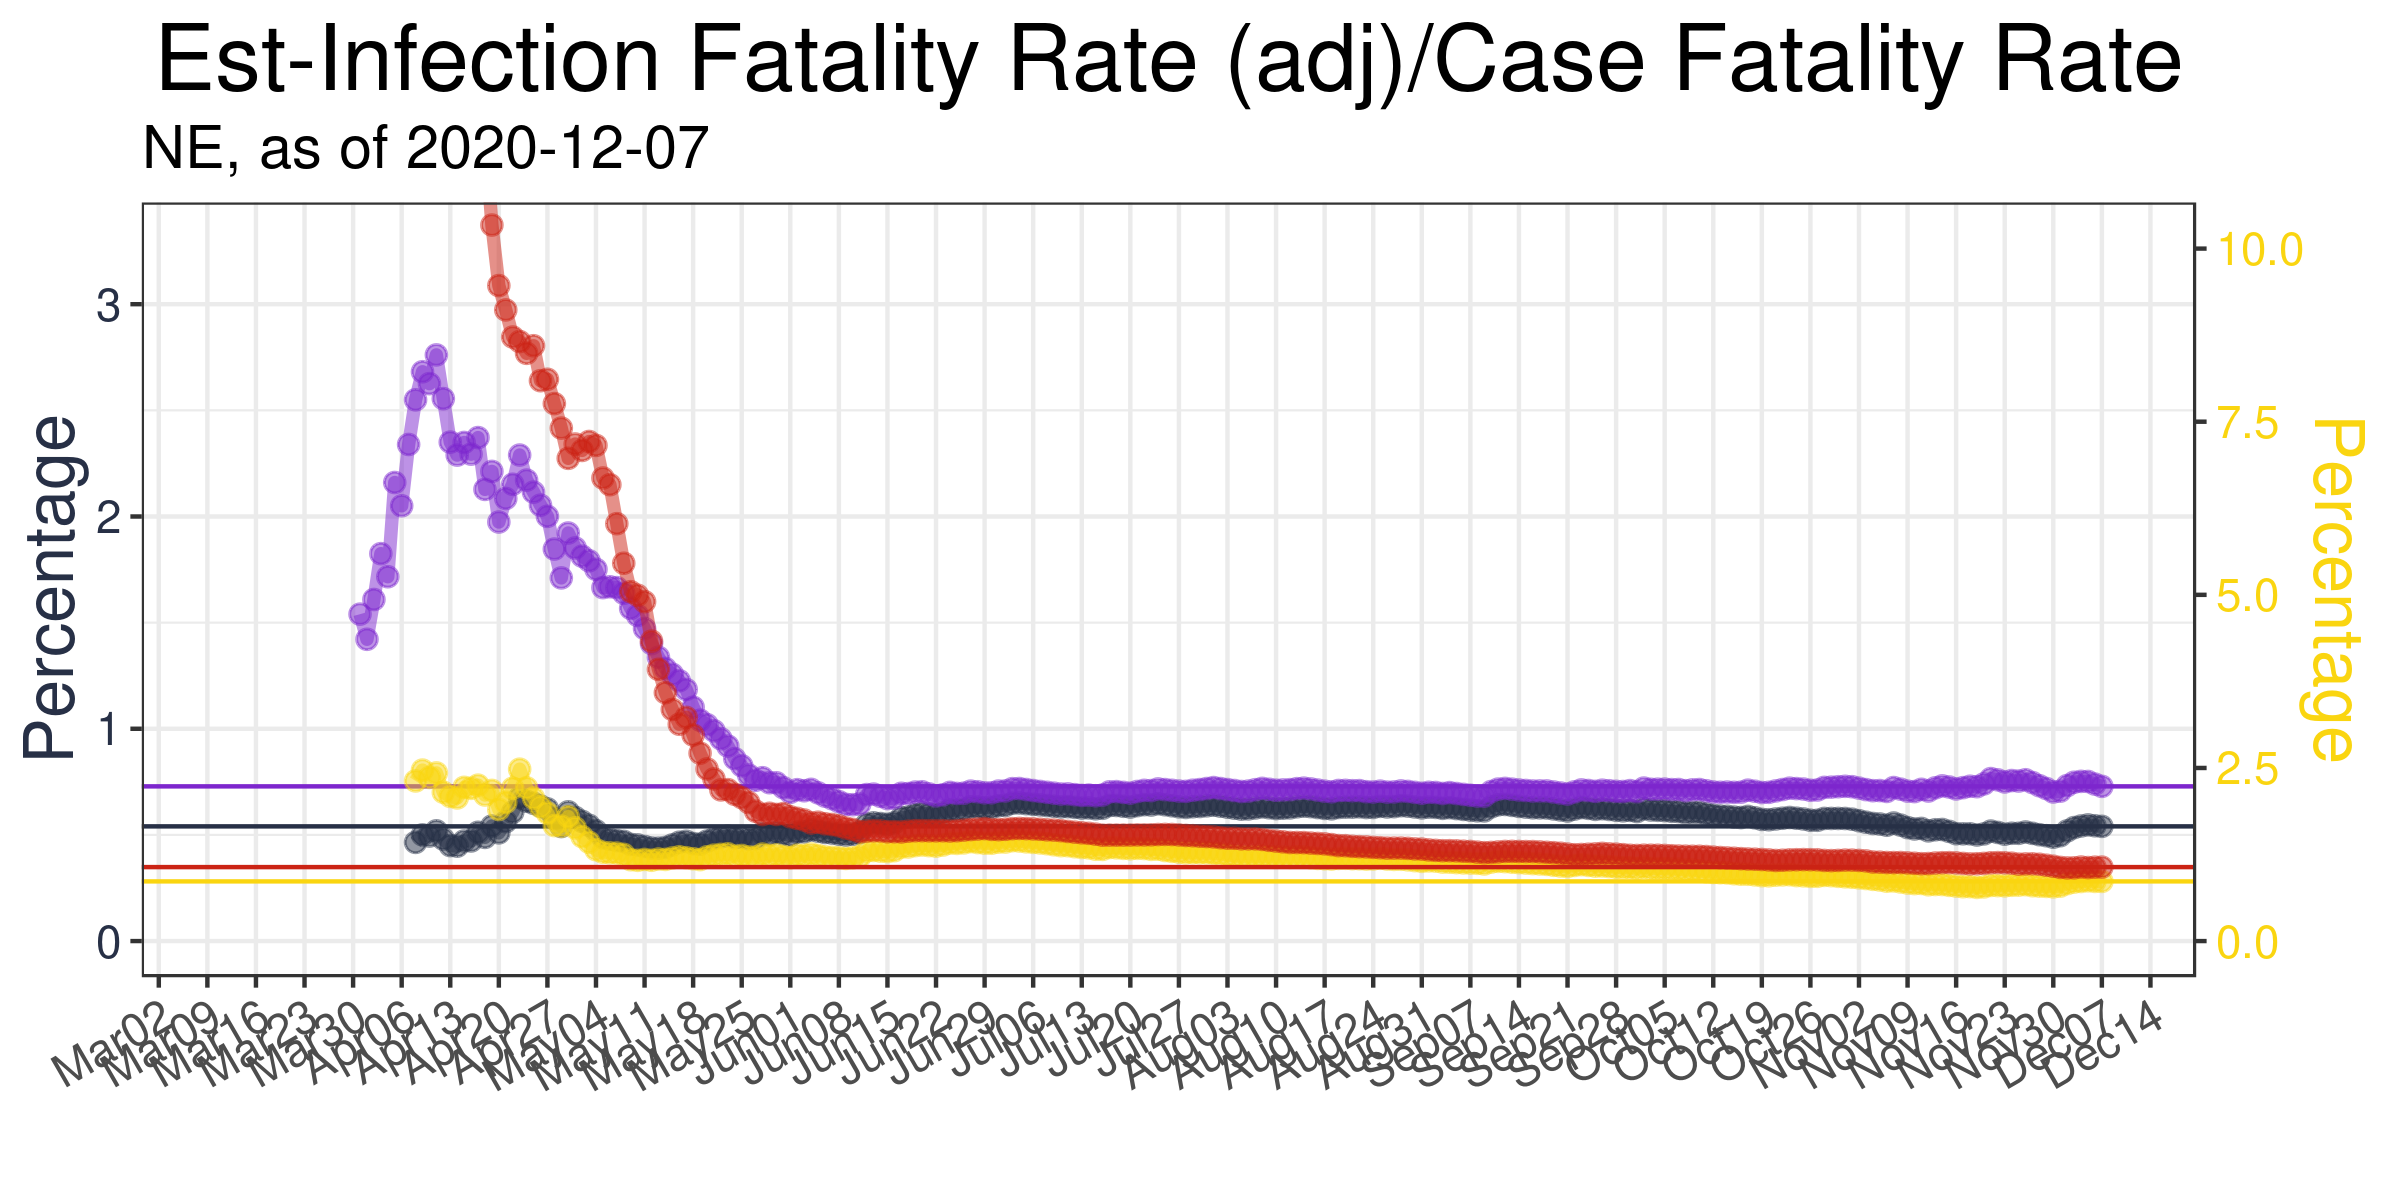 Est-Infection Fatality Rate (adj)/Case Fatality Rate
NE, as of 2020-12-07
Percentage
3
2
1
0
10.0
7.5
5.0
2.5
0.0
Percentage
Mar02
Mar09
Mar16
Mar23
Mar30
Apr06
Apr13
Apr20
Apr27
May04
May11
May18
May25
Jun01
Jun08
Jun15
Jun22
Jun29
Jul06
Jul13
Jul20
Jul27
Aug03
Aug10
Aug17
Aug24
Aug31
Sep07
Sep14
Sep21
Sep28
Oct05
Oct12
Oct19
Oct26
Nov02
Nov09
Nov16
Nov23
Nov30
Dec07
Dec14